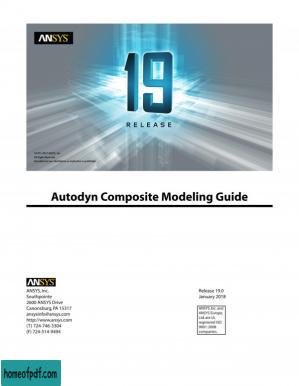 ANSYS
19
RELEASE
Autodyn Composite Modeling Guide
ANSYS
ANSYS, Inc.
Southpointe
2600 ANSYS Drive
Canonsburg, PA 15317
ansysinfo@ansys.com
http://www.ansys.com
(T) 724-746-3304
(F) 724-514-9494
Release 19.0
January 2018
ANSYS, Inc. and
ANSYS Europe,
Ltd. are UL
registered ISO
9001: 2008
companies.
homeofpdf.com